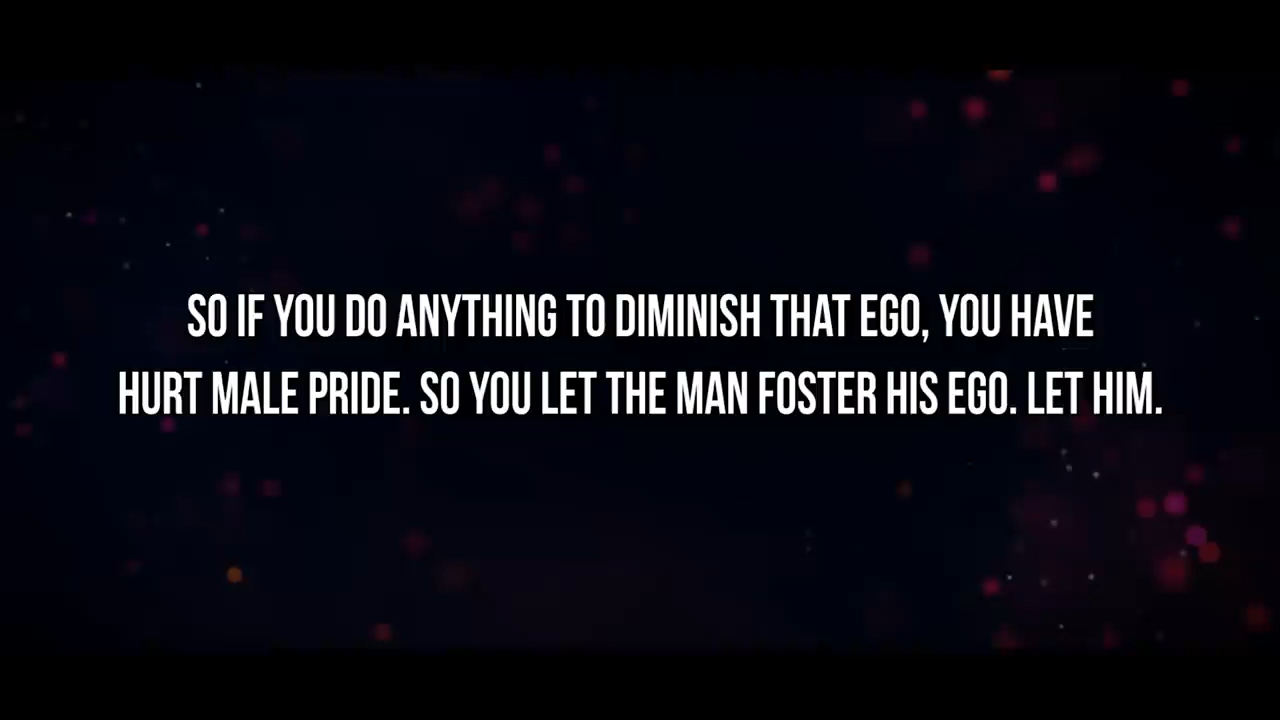 SO IF YOU DO ANYTHING TO DIMINISH THAT EGO, YOU HAVE
HURT MALE PRIDE. SO YOU LET THE MAN FOSTER HIS EGO. LET HIM.